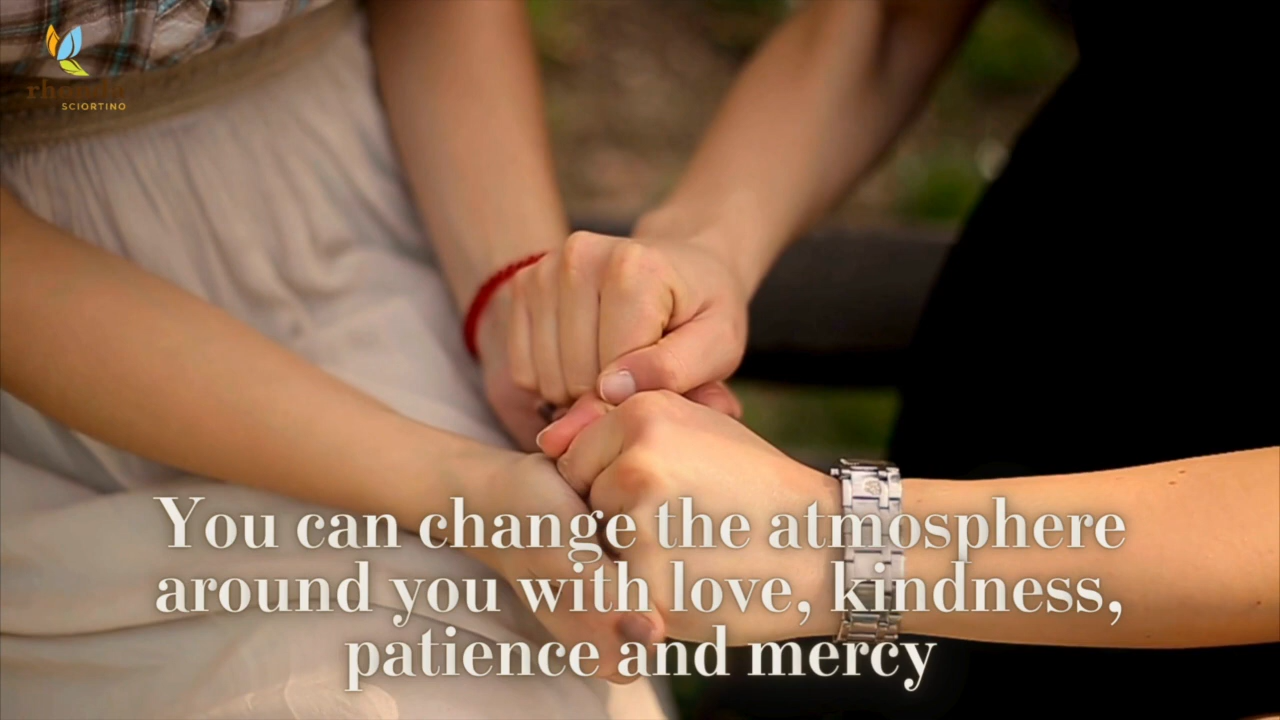 SCIORTINO
You can change the atmosphere
around you with love, kindness,
patience and mercy